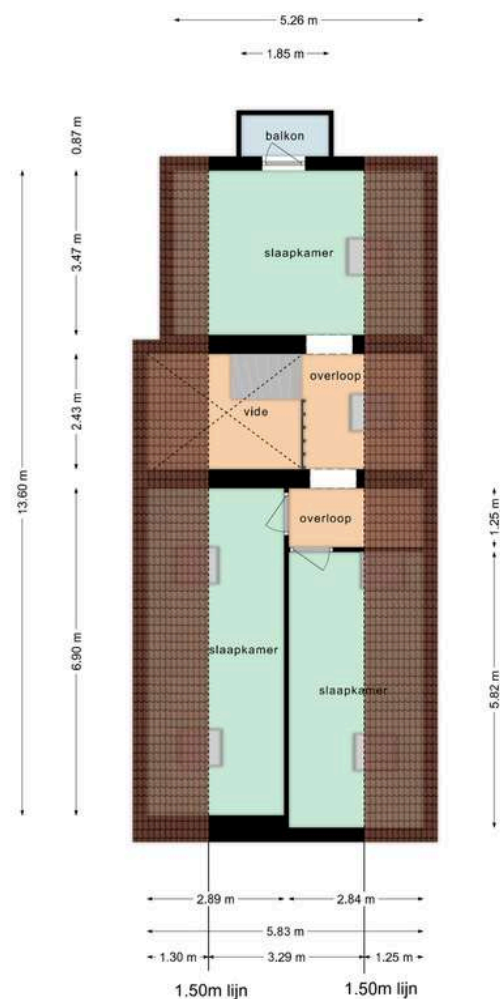 5.26 m
1.85 m
0.87 m
balkon
3.47 m
slaapkamer
13.60 m
2.43 m
overloop
vide
6.90 m
overloop
1.25 m
slaapkamer
slaapkamer
5.82 m
2.89 m
2.84 m
5.83 m
1.30 m
3.29 m
1.25 m
1.50m lijn
1.50m lijn